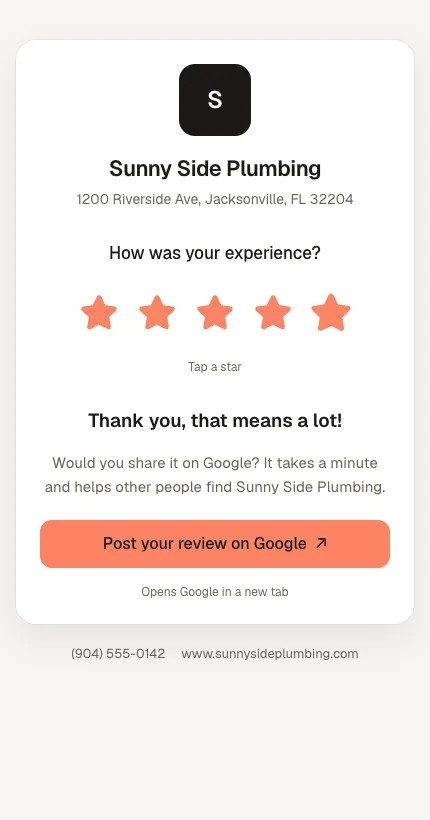 S
Sunny Side Plumbing
1200 Riverside Ave, Jacksonville, FL 32204
How was your experience?
Tap a star
Thank you, that means a lot!
Would you share it on Google? It takes a minute
and helps other people find Sunny Side Plumbing.
Post your review on Google ↗
Opens Google in a new tab
(904) 555-0142 www.sunnysideplumbing.com